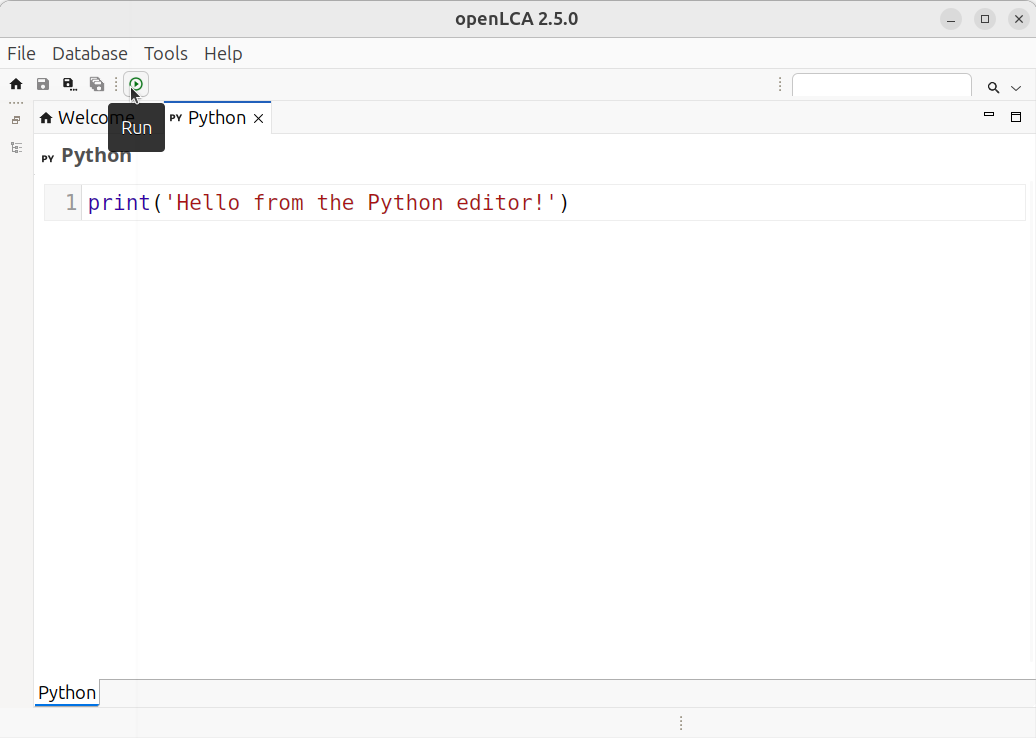 openLCA 2.5.0
File Database Tools Help
Welcome PY Python
Run
PY Python
1 print('Hello from the Python editor!')
Python